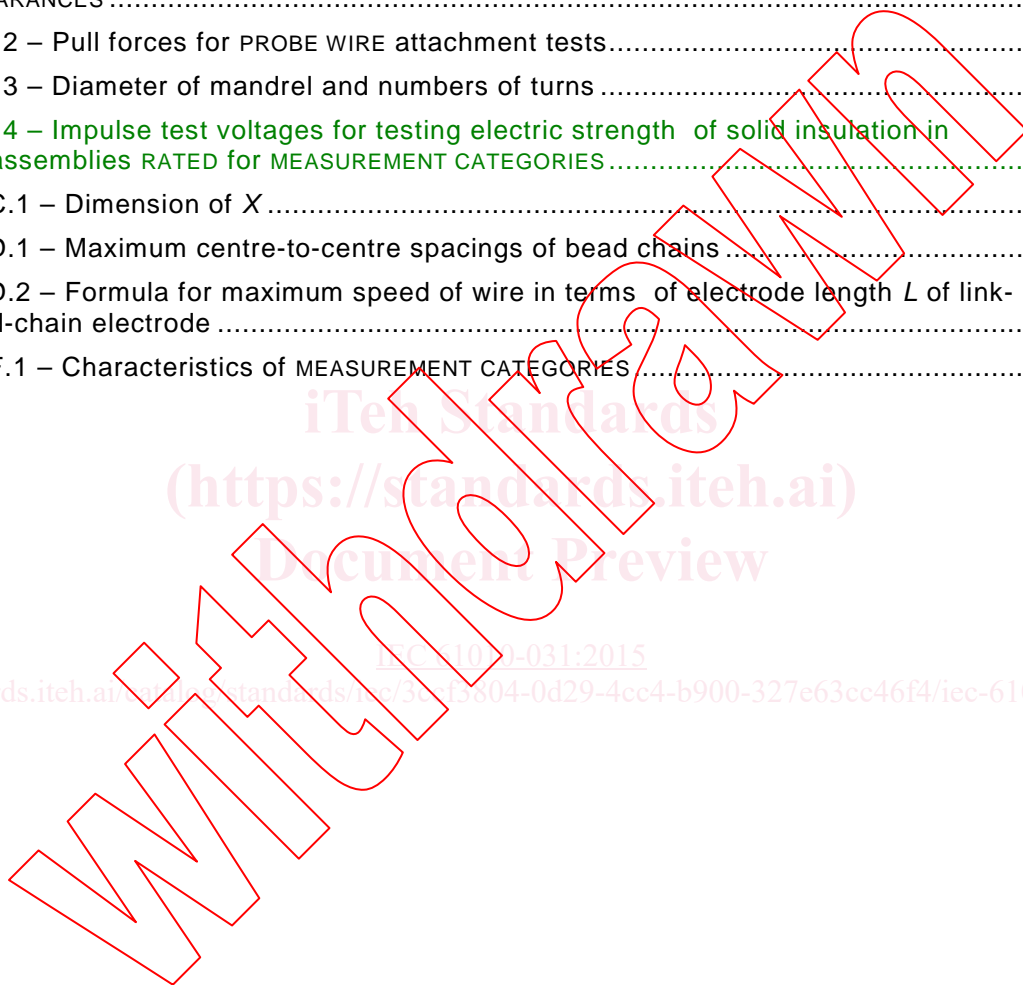 2 – Pull forces for PROBE WIRE attachment tests
3 – Diameter of mandrel and numbers of turns
4 – Impulse test voltages for testing electric strength of solid insulation in
assemblies RATED for MEASUREMENT CATEGORIES
C.1 – Dimension of X
D.1 – Maximum centre-to-centre spacings of bead chains
D.2 – Formula for maximum speed of wire in terms of electrode length L of link-
d-chain electrode
F.1 – Characteristics of MEASUREMENT CATEGORIES
iTeh Standards
(https://standards.iteh.ai)
Document Preview
IEC 61010-031:2015
ds.iteh.ai/catalog/standards/iec/3ccf3804-0d29-4cc4-b900-327e63cc46f4/iec-61
withdrawn